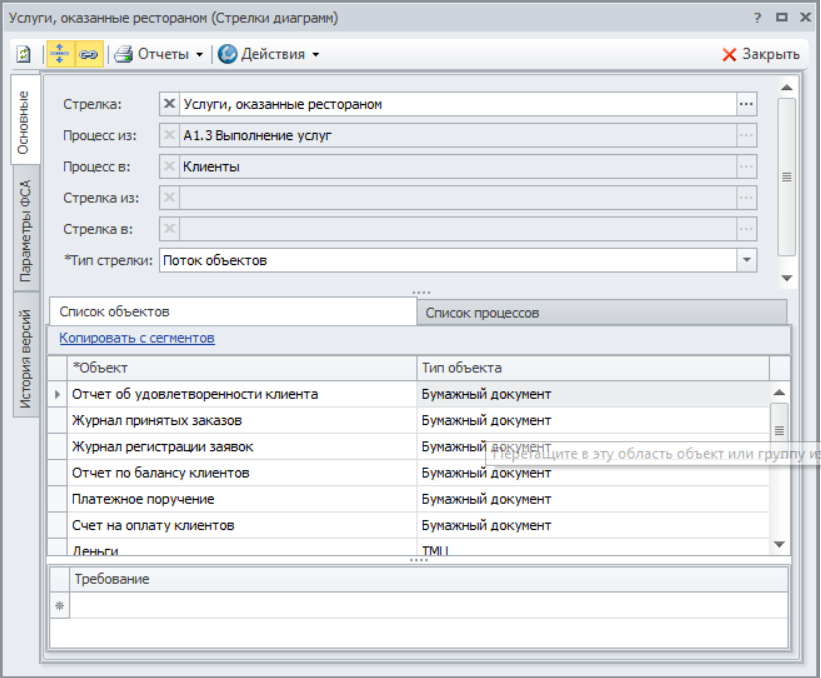 Услуги, оказанные рестораном (Стрелки диаграмм)
Отчеты
Действия
Закрыть
Основные
Параметры ФСА
История версий
Стрелка: Услуги, оказанные рестораном
Процесс из: A1.3 Выполнение услуг
Процесс в: Клиенты
Стрелка из:
Стрелка в:
*Тип стрелки: Поток объектов
Список объектов
Список процессов
Копировать с сегментов
*Объект Тип объекта
Отчет об удовлетворенности клиента Бумажный документ
Журнал принятых заказов Бумажный документ
Журнал регистрации заявок Бумажный документ
Перетащите в эту область объект или группу из
Отчет по балансу клиентов Бумажный документ
Платежное поручение Бумажный документ
Счет на оплату клиентов Бумажный документ
Деньги ТМЦ
Требование